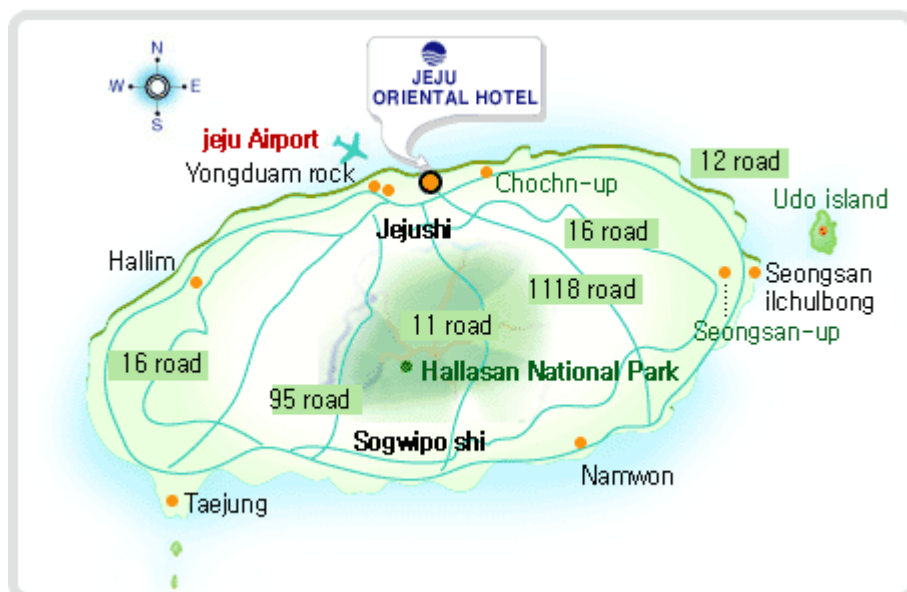 N
W E
S
JEJU
ORIENTAL HOTEL
jeju Airport
Yongduam rock
Chochn-up
12 road
Udo island
Jejushi
16 road
Hallim
Seongsan
ilchulbong
1118 road
11 road
Seongsan-up
16 road
Hallasan National Park
95 road
Sogwipo shi
Namwon
Taejung